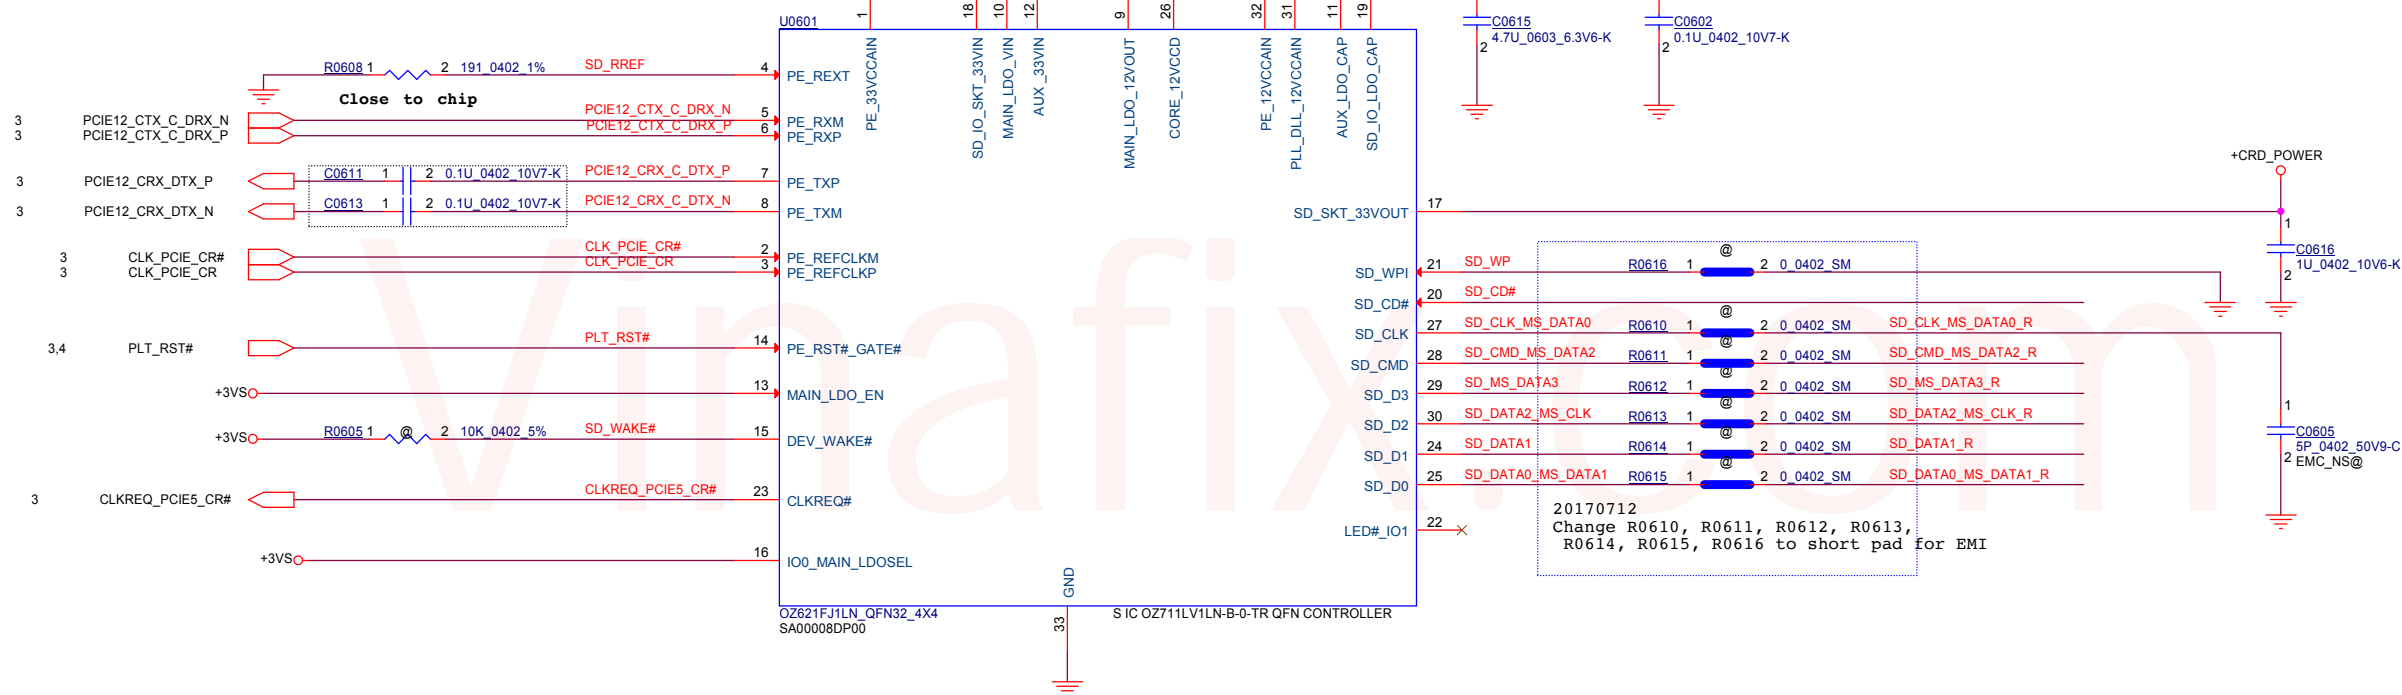 U0601
1
18
10
12
9
26
32
31
11
19
PE_33VCCAIN
SD_IO_SKT_33VIN
MAIN_LDO_VIN
AUX_33VIN
MAIN_LDO_12VOUT
CORE_12VCCD
PE_12VCCAIN
PLL_DLL_12VCCAIN
AUX_LDO_CAP
SD_IO_LDO_CAP
C0615
4.7U_0603_6.3V6-K
2
C0602
0.1U_0402_10V7-K
2
R0608 1 2 191_0402_1% SD_RREF 4 PE_REXT
Close to chip
3 PCIE12_CTX_C_DRX_N PCIE12_CTX_C_DRX_N 5 PE_RXM
3 PCIE12_CTX_C_DRX_P PCIE12_CTX_C_DRX_P 6 PE_RXP
3 PCIE12_CRX_DTX_P C0611 1 2 0.1U_0402_10V7-K PCIE12_CRX_C_DTX_P 7 PE_TXP
3 PCIE12_CRX_DTX_N C0613 1 2 0.1U_0402_10V7-K PCIE12_CRX_C_DTX_N 8 PE_TXM
3 CLK_PCIE_CR# CLK_PCIE_CR# 2 PE_REFCLKM
3 CLK_PCIE_CR CLK_PCIE_CR 3 PE_REFCLKP
3,4 PLT_RST# PLT_RST# 14 PE_RST#_GATE#
+3VS 13 MAIN_LDO_EN
+3VS R0605 1 @ 2 10K_0402_5% SD_WAKE# 15 DEV_WAKE#
3 CLKREQ_PCIE5_CR# CLKREQ_PCIE5_CR# 23 CLKREQ#
+3VS 16 IO0_MAIN_LDOSEL
+CRD_POWER
SD_SKT_33VOUT 17
1
C0616
1U_0402_10V6-K
2
@
SD_WPI 21 SD_WP R0616 1 2 0_0402_SM
SD_CD# 20 SD_CD#
@
SD_CLK 27 SD_CLK_MS_DATA0 R0610 1 2 0_0402_SM SD_CLK_MS_DATA0_R
@
SD_CMD 28 SD_CMD_MS_DATA2 R0611 1 2 0_0402_SM SD_CMD_MS_DATA2_R
@
SD_D3 29 SD_MS_DATA3 R0612 1 2 0_0402_SM SD_MS_DATA3_R
@
SD_D2 30 SD_DATA2_MS_CLK R0613 1 2 0_0402_SM SD_DATA2_MS_CLK_R
@
SD_D1 24 SD_DATA1 R0614 1 2 0_0402_SM SD_DATA1_R
@
SD_D0 25 SD_DATA0_MS_DATA1 R0615 1 2 0_0402_SM SD_DATA0_MS_DATA1_R
1
C0605
5P_0402_50V9-C
2 EMC_NS@
LED#_IO1 22
20170712
Change R0610, R0611, R0612, R0613,
R0614, R0615, R0616 to short pad for EMI
GND
33
OZ621FJ1LN_QFN32_4X4
SA00008DP00
S IC OZ711LV1LN-B-0-TR QFN CONTROLLER
Vinafix.com